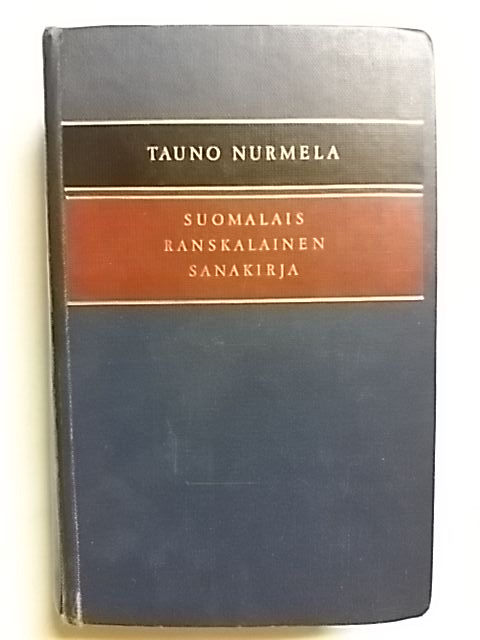 TAUNO NURMELA
SUOMALAIS
RANSKALAINEN
SANAKIRJA